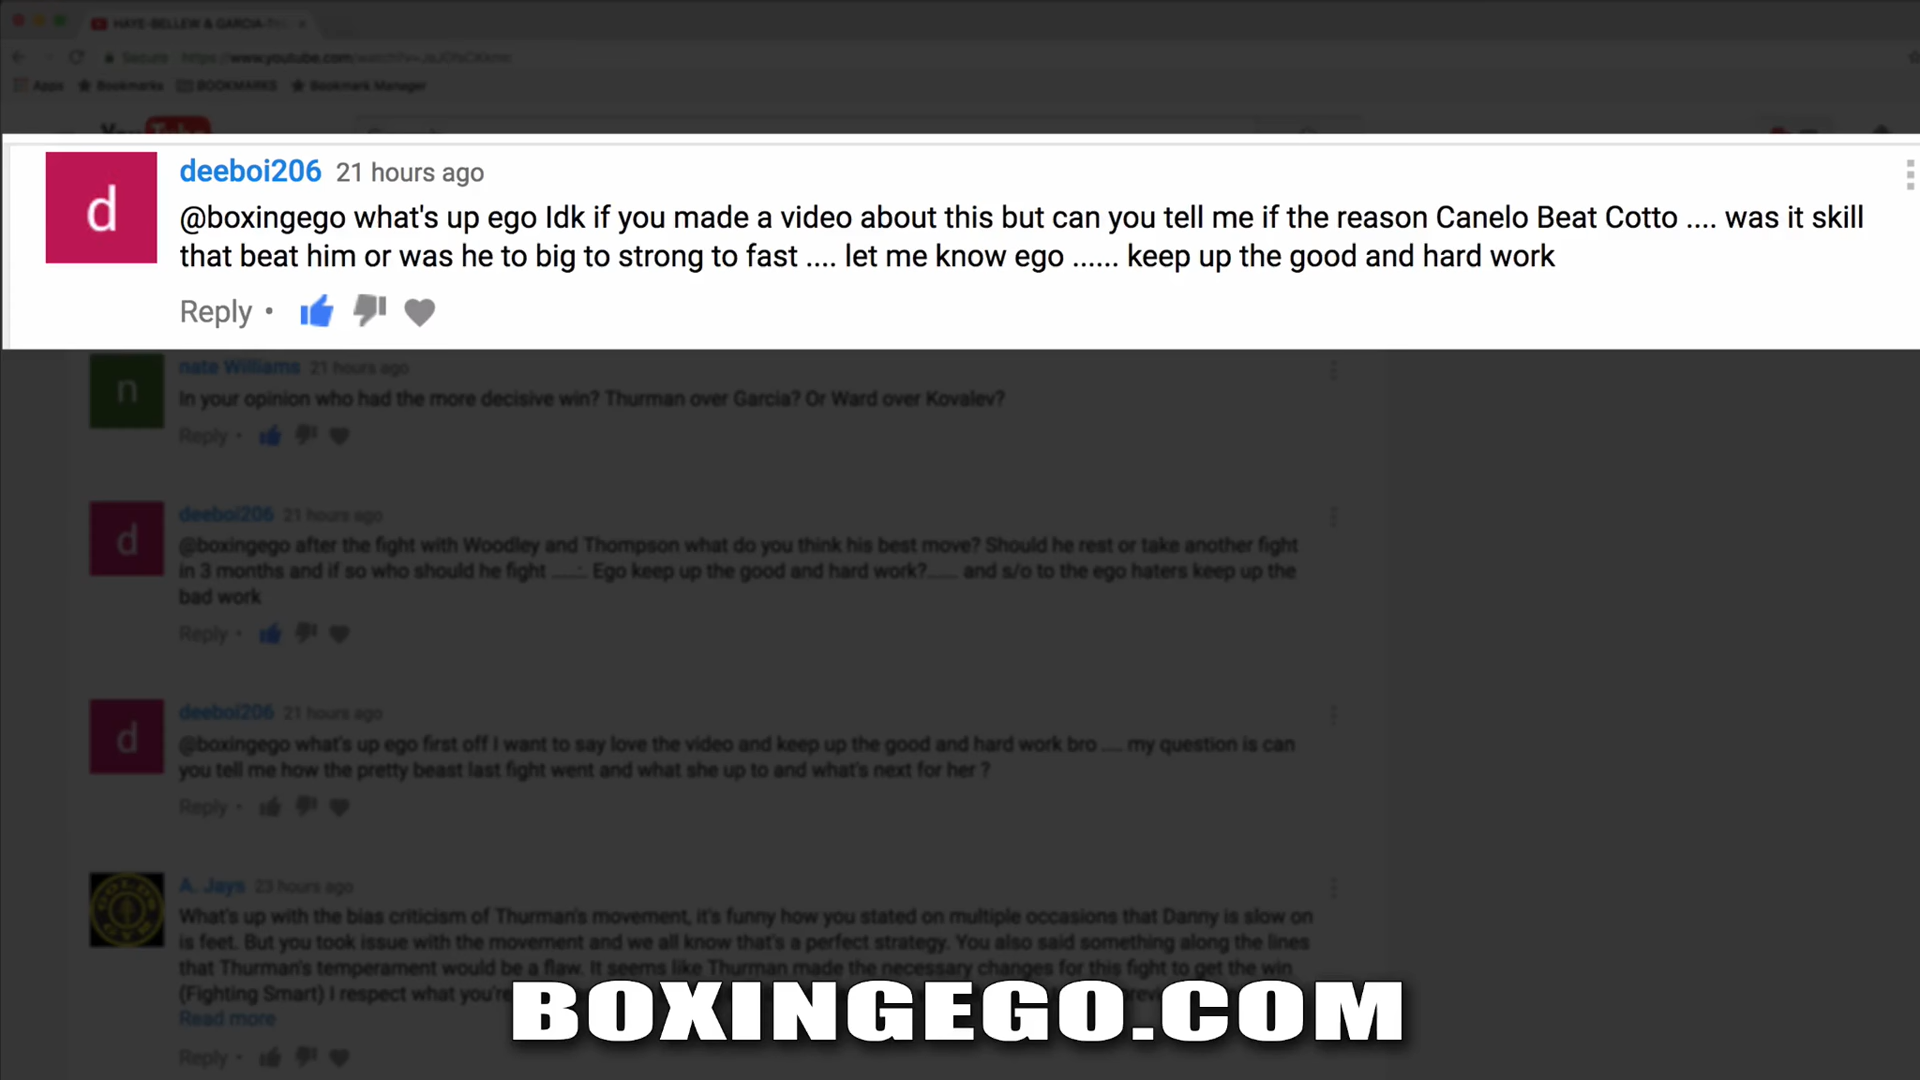 HAYE-BELLEW & GARCIA-
Secure https://www.youtube.com/watch?v=
Apps Bookmarks BOOKMARKS Bookmark Manager
YouTube
d deeboi206 21 hours ago
@boxingego what's up ego Idk if you made a video about this but can you tell me if the reason Canelo Beat Cotto .... was it skill
that beat him or was he to big to strong to fast .... let me know ego ...... keep up the good and hard work
Reply •
n nate Williams 21 hours ago
In your opinion who had the more decisive win? Thurman over Garcia? Or Ward over Kovalev?
Reply •
d deeboi206 21 hours ago
@boxingego after the fight with Woodley and Thompson what do you think his best move? Should he rest or take another fight
in 3 months and if so who should he fight ......:. Ego keep up the good and hard work?...... and s/o to the ego haters keep up the
bad work
Reply •
d deeboi206 21 hours ago
@boxingego what's up ego first off I want to say love the video and keep up the good and hard work bro .... my question is can
you tell me how the pretty beast last fight went and what she up to and what's next for her ?
Reply •
A. Jays 23 hours ago
What's up with the bias criticism of Thurman's movement, it's funny how you stated on multiple occasions that Danny is slow on
is feet. But you took issue with the movement and we all know that's a perfect strategy. You also said something along the lines
that Thurman's temperament would be a flaw. It seems like Thurman made the necessary changes for this fight to get the win
(Fighting Smart) I respect what you're
Read more
BOXINGEGO.COM
Reply •